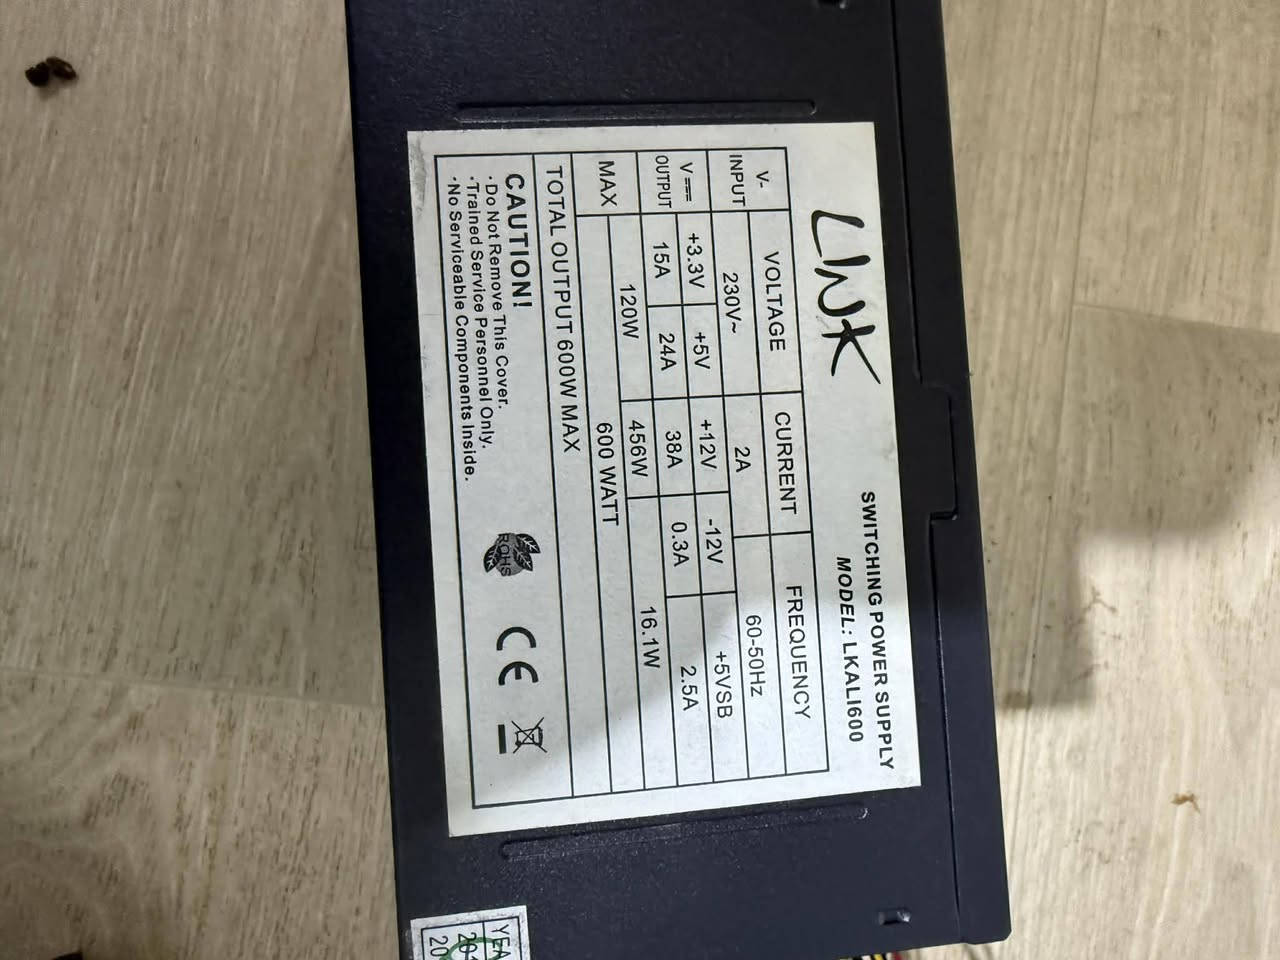 LINK
SWITCHING POWER SUPPLY
MODEL: LKALI600
V~ INPUT VOLTAGE CURRENT FREQUENCY
230V~ 2A 60-50Hz
V⎓ +3.3V +5V +12V -12V +5VSB
OUTPUT 15A 24A 38A 0.3A 2.5A
MAX 120W 456W 16.1W
600 WATT
TOTAL OUTPUT 600W MAX
CAUTION!
·Do Not Remove This Cover.
·Trained Service Personnel Only.
·No Serviceable Components Inside.
ROHS
CE